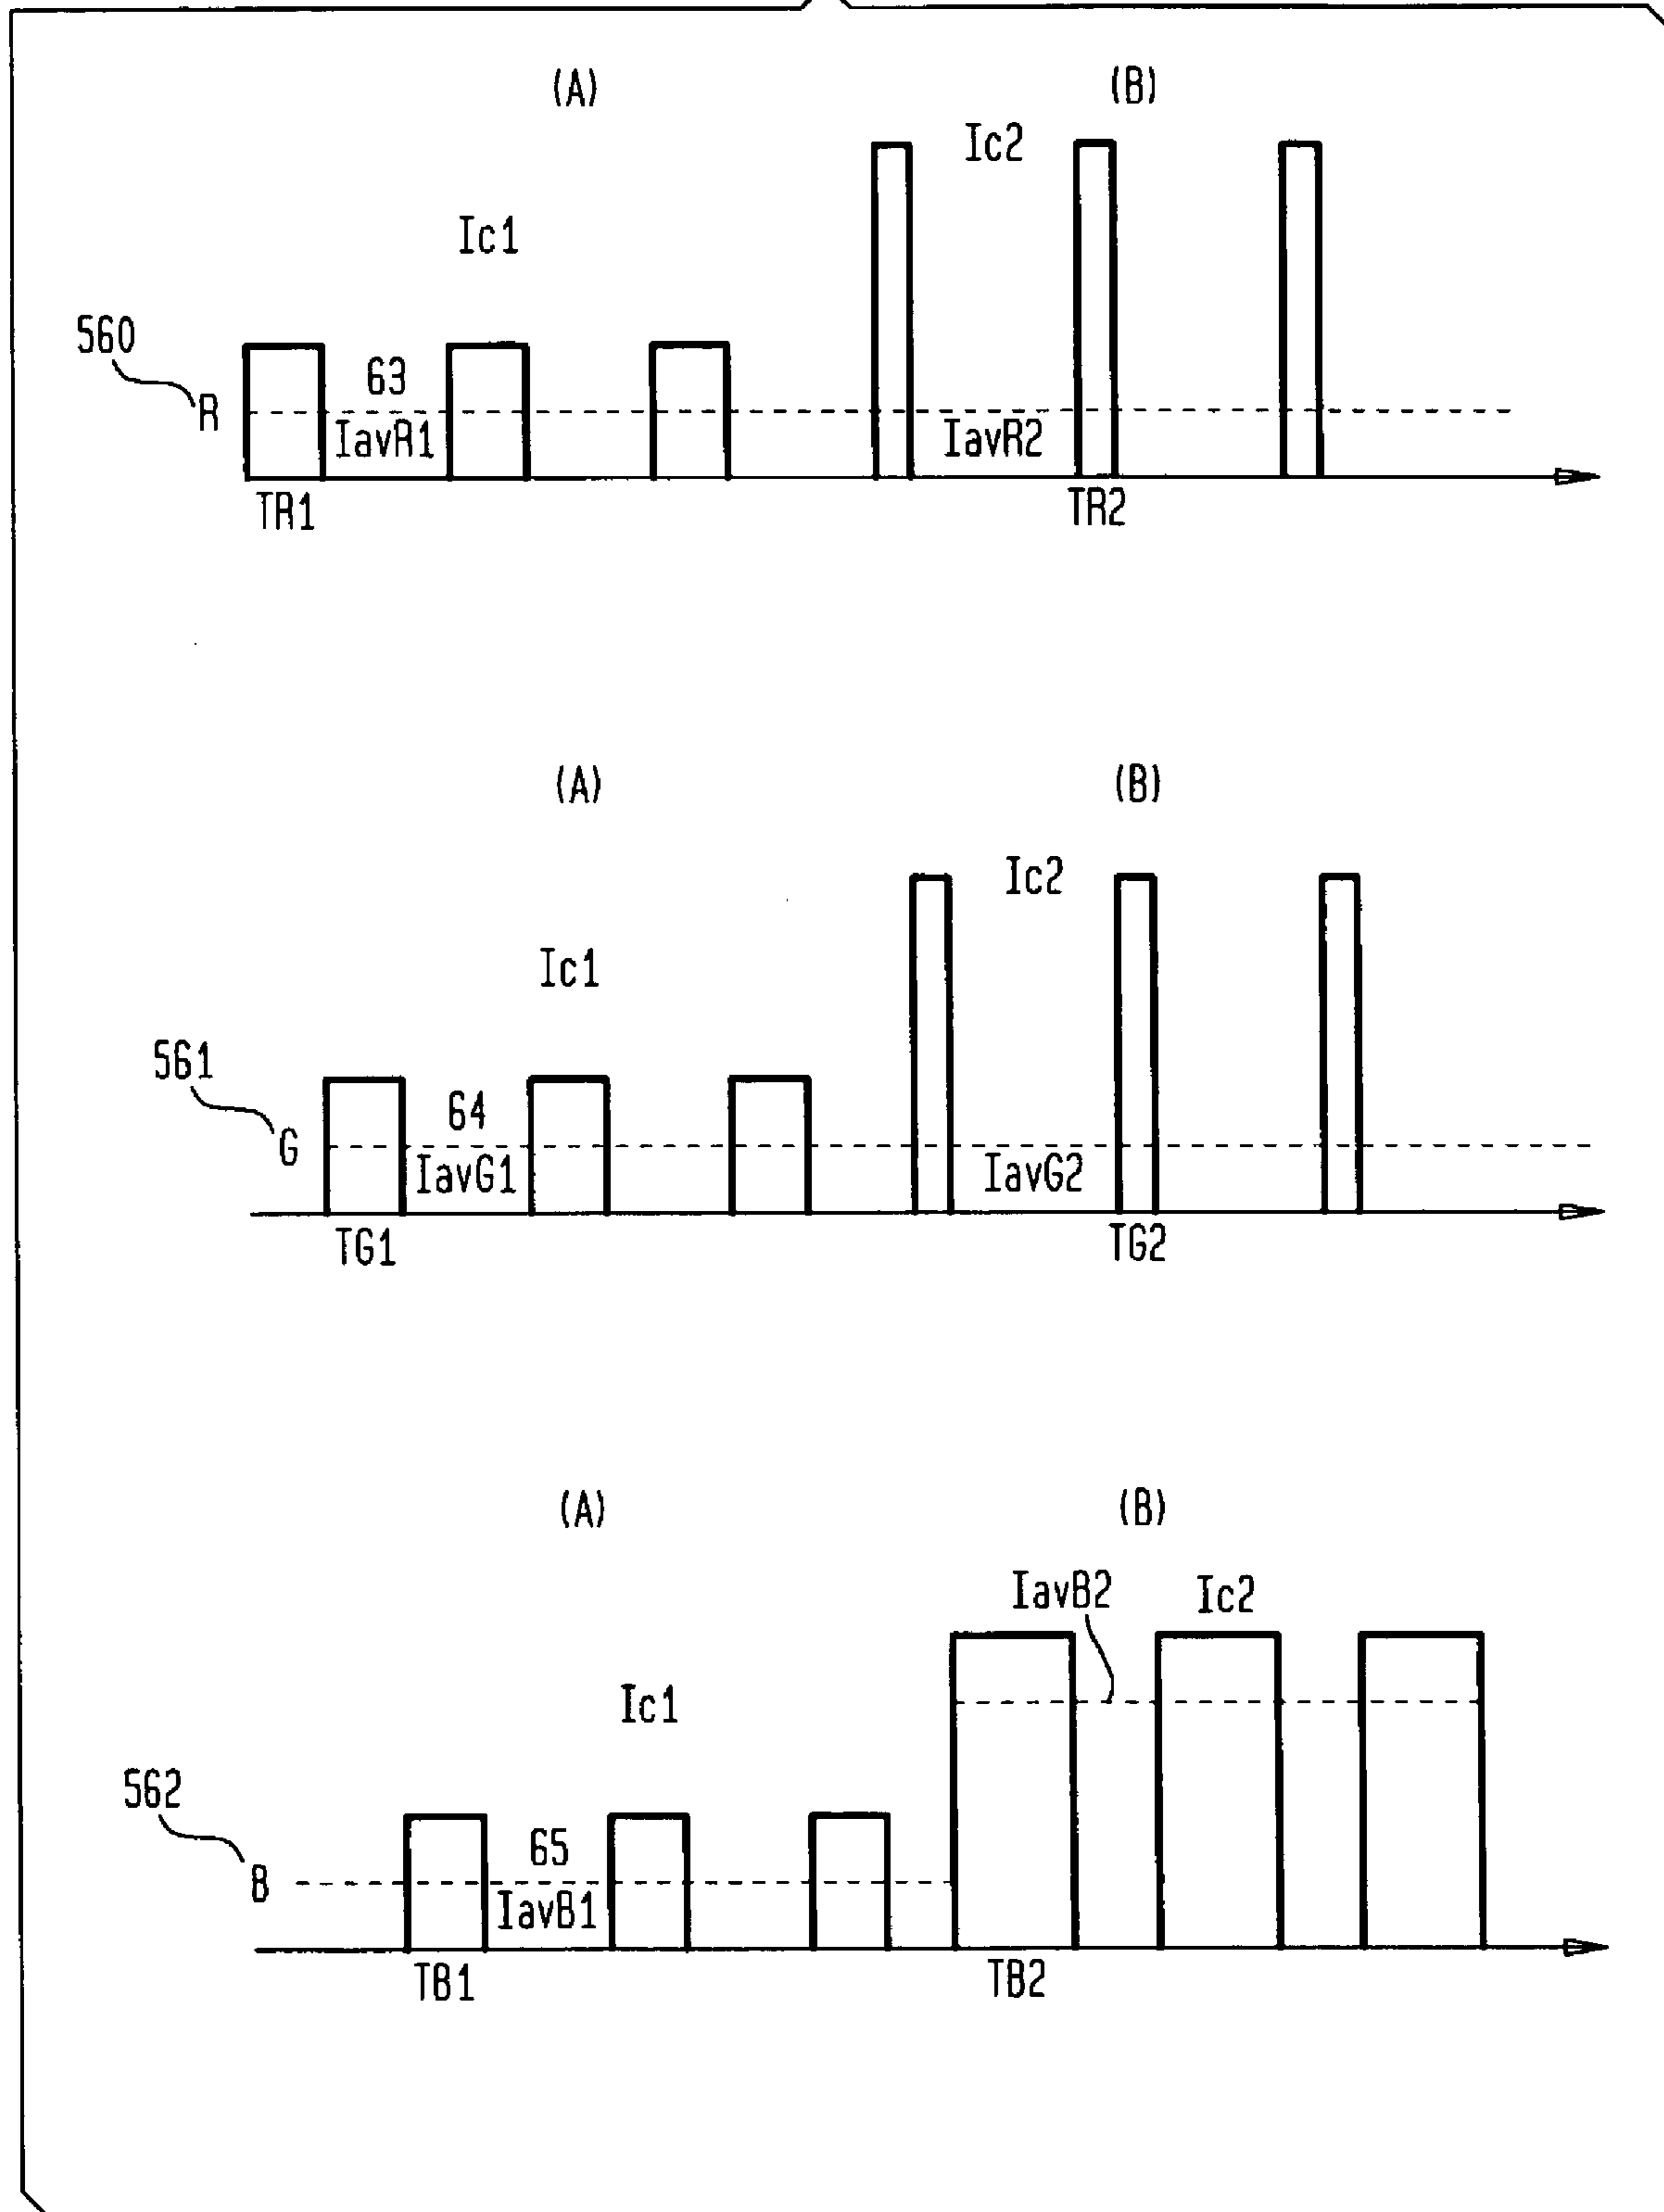 (A) (B)
Ic2
Ic1
560
63
R
IavR1 IavR2
TR1 TR2
(A) (B)
Ic2
Ic1
561
64
G
IavG1 IavG2
TG1 TG2
(A) (B)
IavB2 Ic2
Ic1
562
65
B
IavB1
TB1 TB2